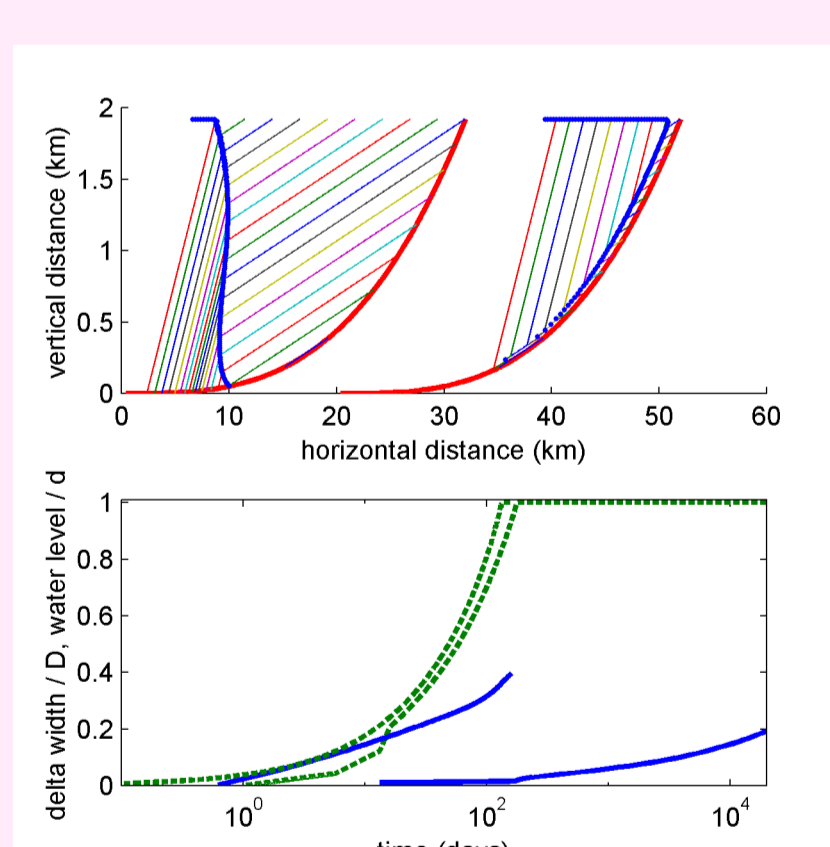 vertical distance (km)
2
1.5
1
0.5
0
0 10 20 30 40 50 60
horizontal distance (km)
delta width / D, water level / d
1
0.8
0.6
0.4
0.2
0
10^0 10^2 10^4
time (days)